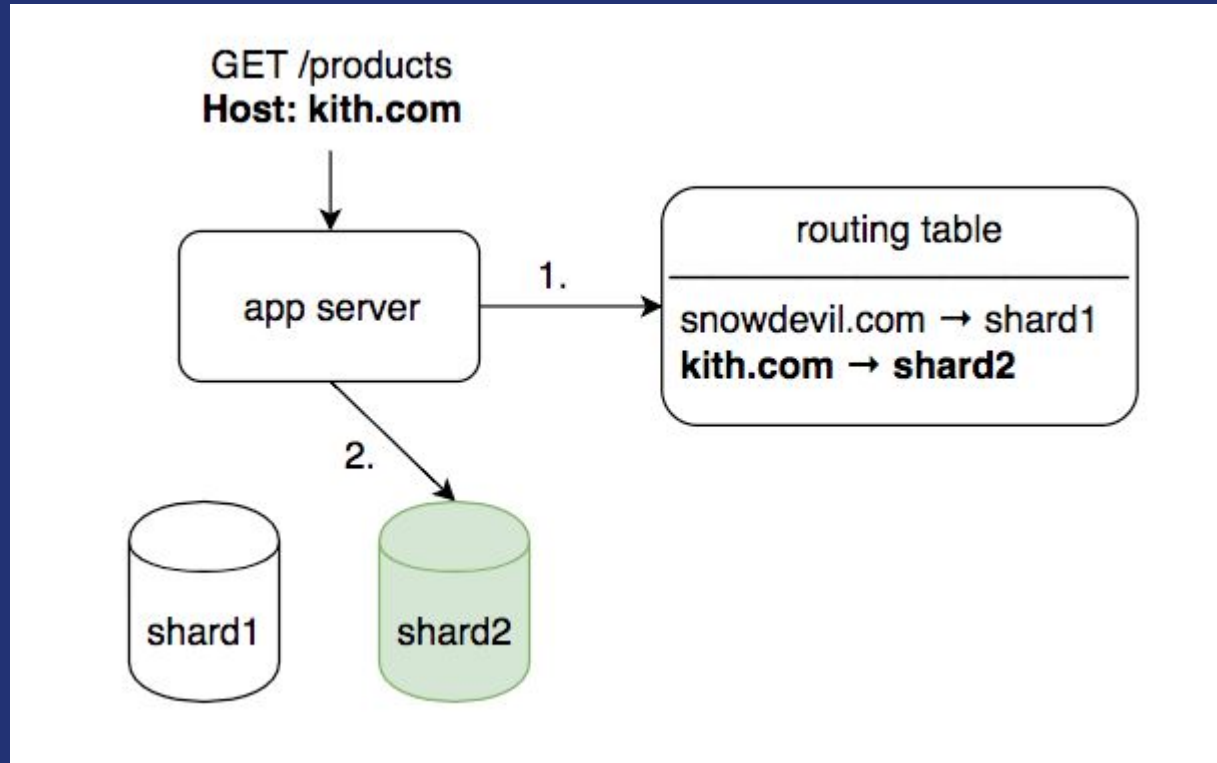 GET /products
Host: kith.com
routing table
app server
1.
snowdevil.com → shard1
kith.com → shard2
2.
shard1
shard2